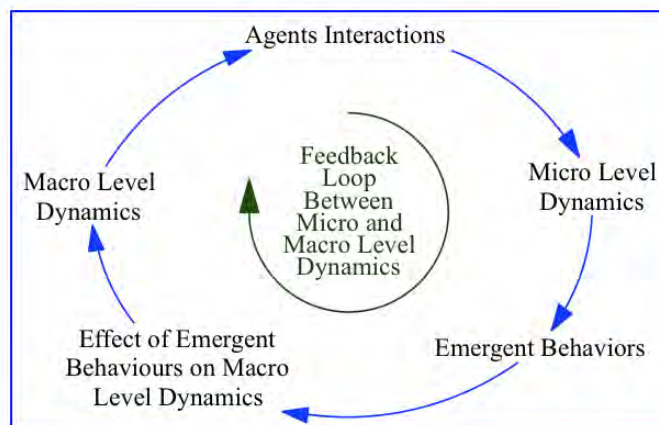 Agents Interactions
Micro Level
Dynamics
Emergent Behaviors
Effect of Emergent
Behaviours on Macro
Level Dynamics
Macro Level
Dynamics
Feedback
Loop
Between
Micro and
Macro Level
Dynamics